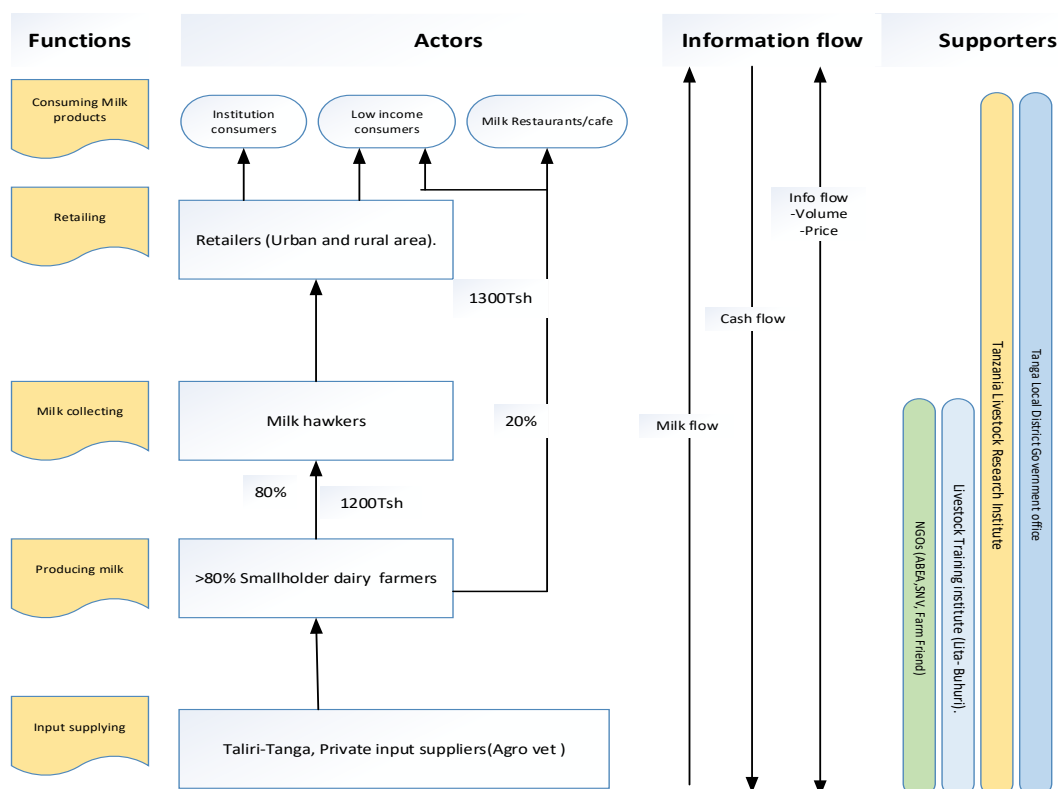 Functions
Actors
Information flow
Supporters
Consuming Milk
products
Institution
consumers
Low income
consumers
Milk Restaurants/cafe
Retailing
Retailers (Urban and rural area).
Info flow
-Volume
-Price
1300Tsh
Cash flow
Milk collecting
Milk hawkers
20%
Milk flow
80%
1200Tsh
Producing milk
>80% Smallholder dairy farmers
Input supplying
Taliri-Tanga, Private input suppliers(Agro vet )
NGOs (ABEA,SNV, Farm Friend)
Livestock Training institute (Lita- Buhuri).
Tanzania Livestock Research Institute
Tanga Local District Government office